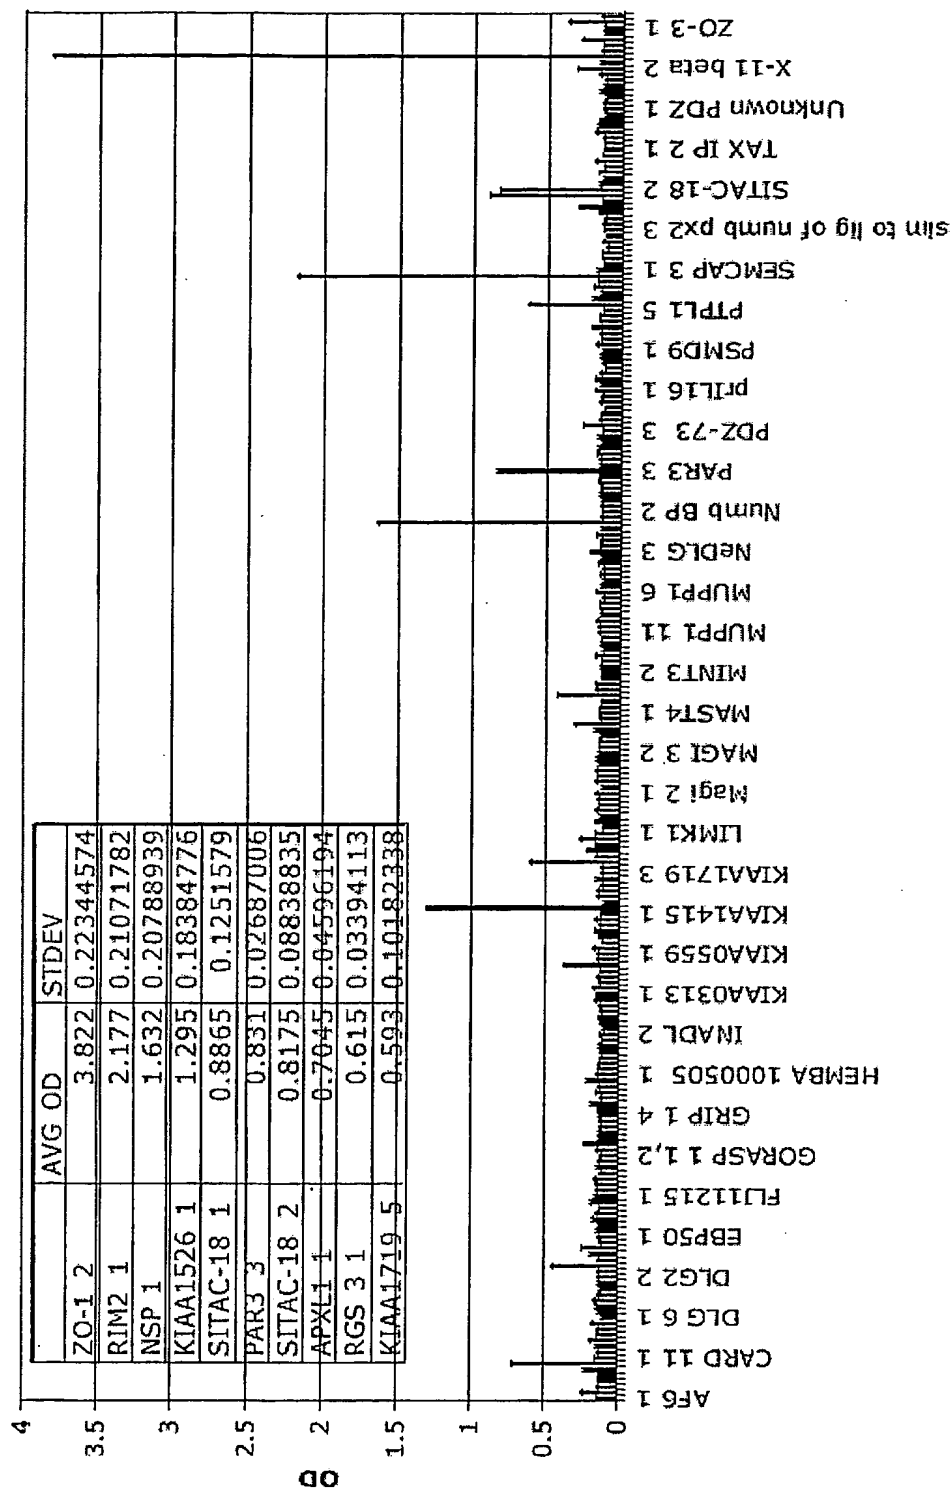 AVG OD STDEV
ZO-1 2 3.822 0.22344574
RIM2 1 2.177 0.21071782
NSP 1 1.632 0.20788939
KIAA1526 1 1.295 0.18384776
SITAC-18 1 0.8865 0.1251579
PAR3 3 0.831 0.02687006
SITAC-18 2 0.8175 0.08838835
APXL1 1 0.7045 0.04596194
RGS 3 1 0.615 0.03394113
KIAA1719 5 0.593 0.10182338
OD
4
3.5
3
2.5
2
1.5
1
0.5
0
AF6 1
CARD 11 1
DLG 6 1
DLG2 2
EBP50 1
FLJ11215 1
GORASP 1 1,2
GRIP 1 4
HEMBA 1000505 1
INADL 2
KIAA0313 1
KIAA0559 1
KIAA1415 1
KIAA1719 3
LIMK1 1
Magi 2 1
MAGI 3 2
MAST4 1
MINT3 2
MUPP1 11
MUPP1 6
NeDLG 3
Numb BP 2
PAR3 3
PDZ-73 3
prIL16 1
PSMD9 1
PTPL1 5
SEMCAP 3 1
sim to lig of numb px2 3
SITAC-18 2
TAX IP 2 1
Unknown PDZ 1
X-11 beta 2
ZO-3 1